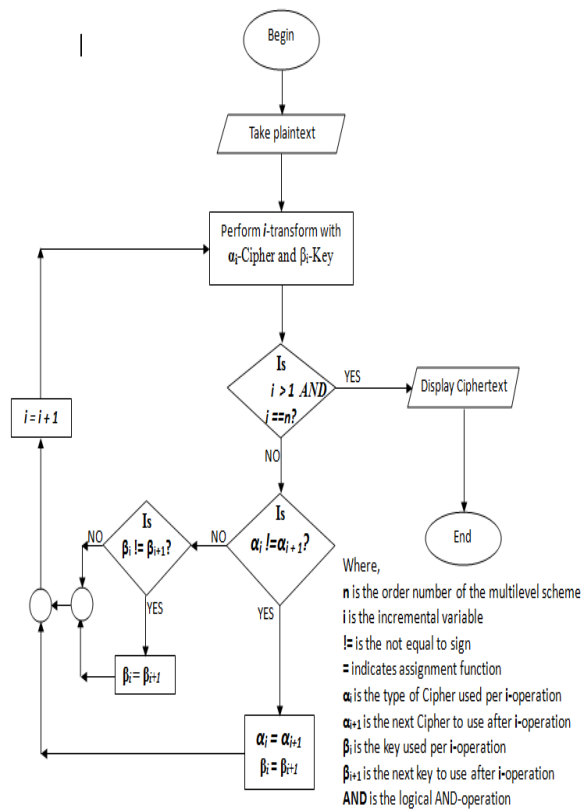 Begin
Take plaintext
Perform i-transform with
αᵢ-Cipher and βᵢ-Key
Is
i > 1 AND
i ==n?
YES
Display Ciphertext
i = i + 1
NO
Is
βᵢ != βᵢ₊₁?
NO
NO
Is
αᵢ !=αᵢ₊₁?
End
YES
YES
βᵢ = βᵢ₊₁
αᵢ = αᵢ₊₁
βᵢ = βᵢ₊₁
Where,
n is the order number of the multilevel scheme
i is the incremental variable
!= is the not equal to sign
= indicates assignment function
αᵢ is the type of Cipher used per i-operation
αᵢ₊₁ is the next Cipher to use after i-operation
βᵢ is the key used per i-operation
βᵢ₊₁ is the next key to use after i-operation
AND is the logical AND-operation